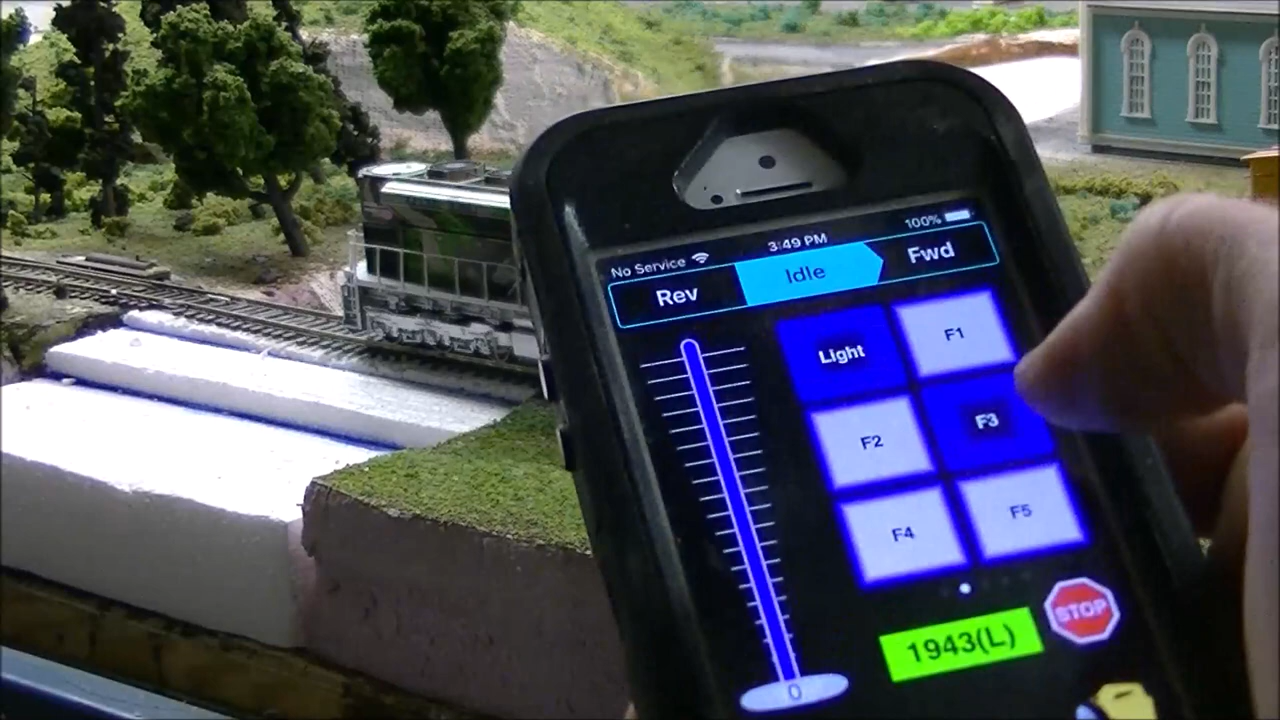 No Service 3:49 PM 100%
Rev Idle Fwd
Light F1
F2 F3
F4 F5
STOP
1943(L)
0